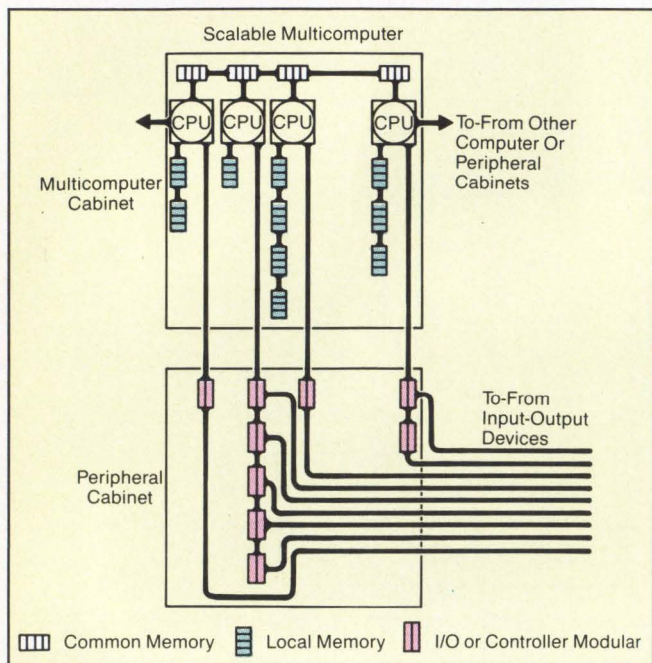 Scalable Multicomputer
CPU CPU CPU CPU
To-From Other
Computer Or
Peripheral
Cabinets
Multicomputer
Cabinet
To-From
Input-Output
Devices
Peripheral
Cabinet
Common Memory Local Memory I/O or Controller Modular